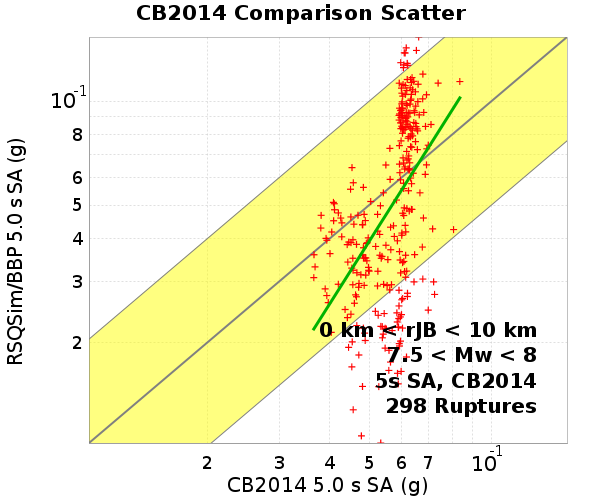 CB2014 Comparison Scatter
RSQSim/BBP 5.0 s SA (g)
10⁻¹
8
6
5
4
3
2
0 km < rJB < 10 km
7.5 < Mw < 8
5s SA, CB2014
298 Ruptures
2 3 4 5 6 7 10⁻¹
CB2014 5.0 s SA (g)